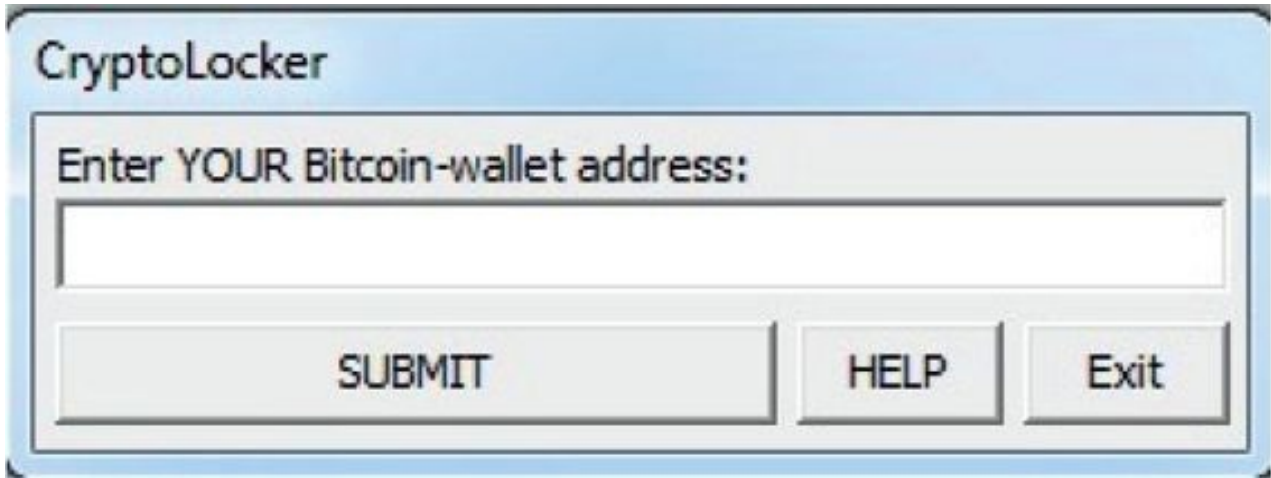 CryptoLocker
Enter YOUR Bitcoin-wallet address:
SUBMIT HELP Exit